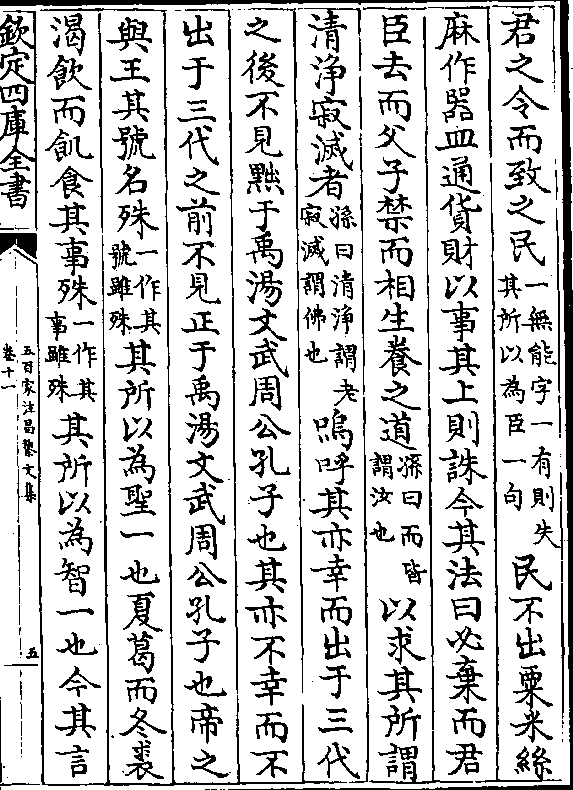 君之令而致之民一無能字一有則失其所以為臣一句民不出粟米絲
麻作器皿通貨財以事其上則誅今其法曰必棄而君
臣去而父子禁而相生養之道孫曰而皆謂汝也以求其所謂
清浄寂滅者孫曰清浄謂老寂滅謂佛也嗚呼其亦幸而出于三代
之後不見黜于禹湯文武周公孔子也其亦不幸而不
出于三代之前不見正于禹湯文武周公孔子也帝之
與王其號名殊一作其號雖殊其所以為聖一也夏葛而冬裘
渴飲而飢食其事殊一作其事雖殊其所以為智一也今其言
欽定四庫全書
五百家注昌黎文集
卷十一
五